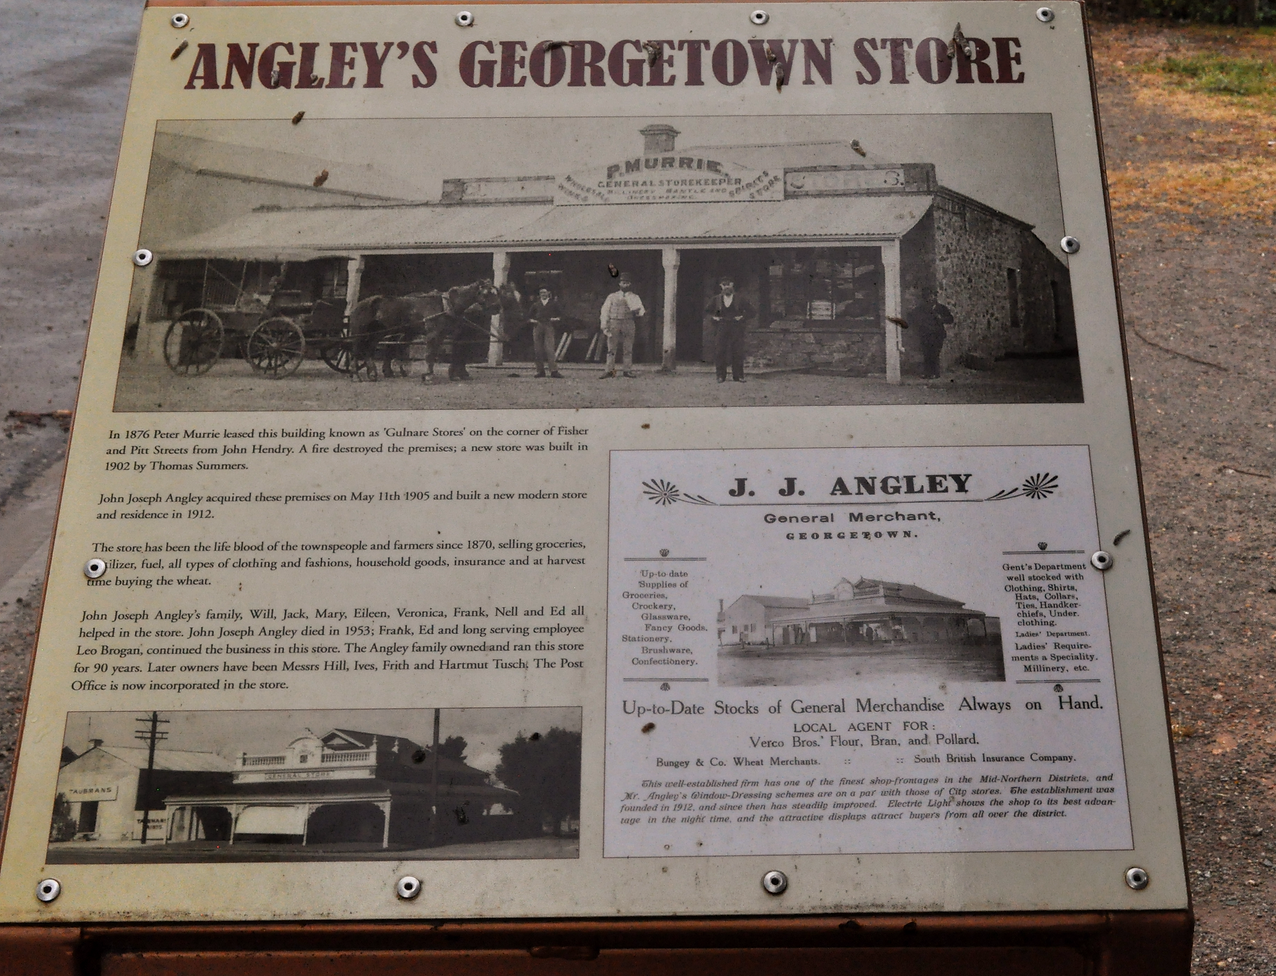 ANGLEY'S GEORGETOWN STORE
P. MURRIE.
GENERAL STOREKEEPER
WHOLESALE
WINE &
MILLINERY MANTLE AND
DRESSMAKING.
SPIRITS
STORE
In 1876 Peter Murrie leased this building known as 'Gulnare Stores' on the corner of Fisher
and Pitt Streets from John Hendry. A fire destroyed the premises; a new store was built in
1902 by Thomas Summers.
John Joseph Angley acquired these premises on May 11th 1905 and built a new modern store
and residence in 1912.
The store has been the life blood of the townspeople and farmers since 1870, selling groceries,
ilizer, fuel, all types of clothing and fashions, household goods, insurance and at harvest
time buying the wheat.
John Joseph Angley's family, Will, Jack, Mary, Eileen, Veronica, Frank, Nell and Ed all
helped in the store. John Joseph Angley died in 1953; Frank, Ed and long serving employee
Leo Brogan, continued the business in this store. The Angley family owned and ran this store
for 90 years. Later owners have been Messrs Hill, Ives, Frith and Hartmut Tusch. The Post
Office is now incorporated in the store.
TAUBMANS
GENERAL STORE
J. J. ANGLEY
General Merchant,
GEORGETOWN.
Up-to-date
Supplies of
Groceries,
Crockery,
Glassware,
Fancy Goods,
Stationery,
Brushware,
Confectionery.
Gent's Department
well stocked with
Clothing, Shirts,
Hats, Collars,
Ties, Handker-
chiefs, Under-
clothing.
Ladies' Department.
Ladies' Require-
ments a Speciality.
Millinery, etc.
Up-to-Date Stocks of General Merchandise Always on Hand.
LOCAL AGENT FOR:
Verco Bros.' Flour, Bran, and Pollard.
Bungey & Co. Wheat Merchants. :: :: South British Insurance Company.
This well-established firm has one of the finest shop-frontages in the Mid-Northern Districts, and
Mr. Angley's Window-Dressing schemes are on a par with those of City stores. The establishment was
founded in 1912, and since then has steadily improved. Electric Light shows the shop to its best advan-
tage in the night time, and the attractive displays attract buyers from all over the district.